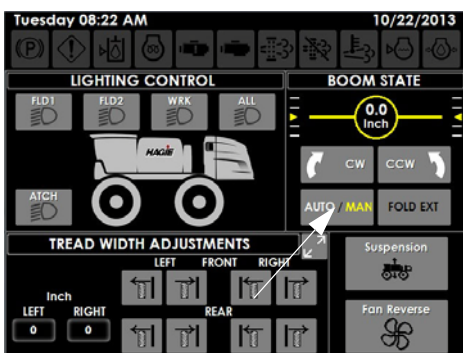 Tuesday 08:22 AM 10/22/2013
(P)
LIGHTING CONTROL
FLD1 FLD2 WRK ALL
HAGIE
ATCH
BOOM STATE
0.0
Inch
CW CCW
AUTO / MAN FOLD EXT
TREAD WIDTH ADJUSTMENTS
LEFT FRONT RIGHT
Inch
LEFT RIGHT
0 0
REAR
Suspension
Fan Reverse